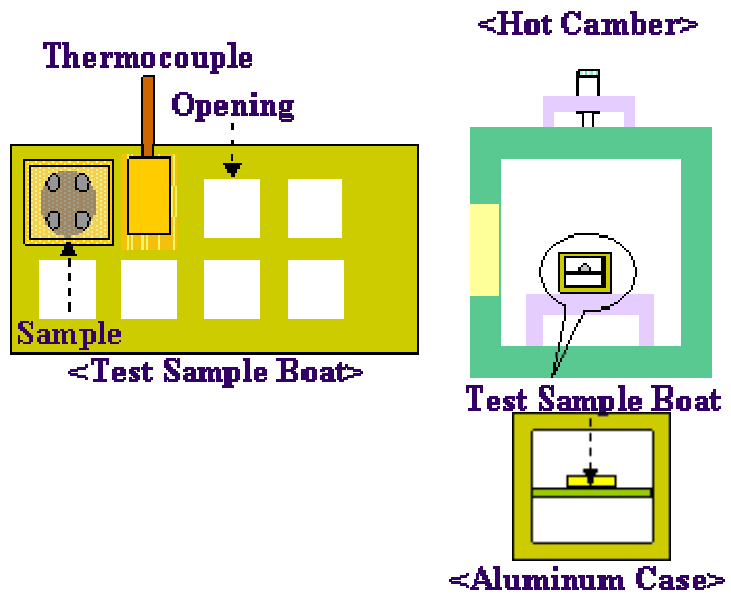 <Hot Camber>
Thermocouple
Opening
Sample
<Test Sample Boat>
Test Sample Boat
<Aluminum Case>